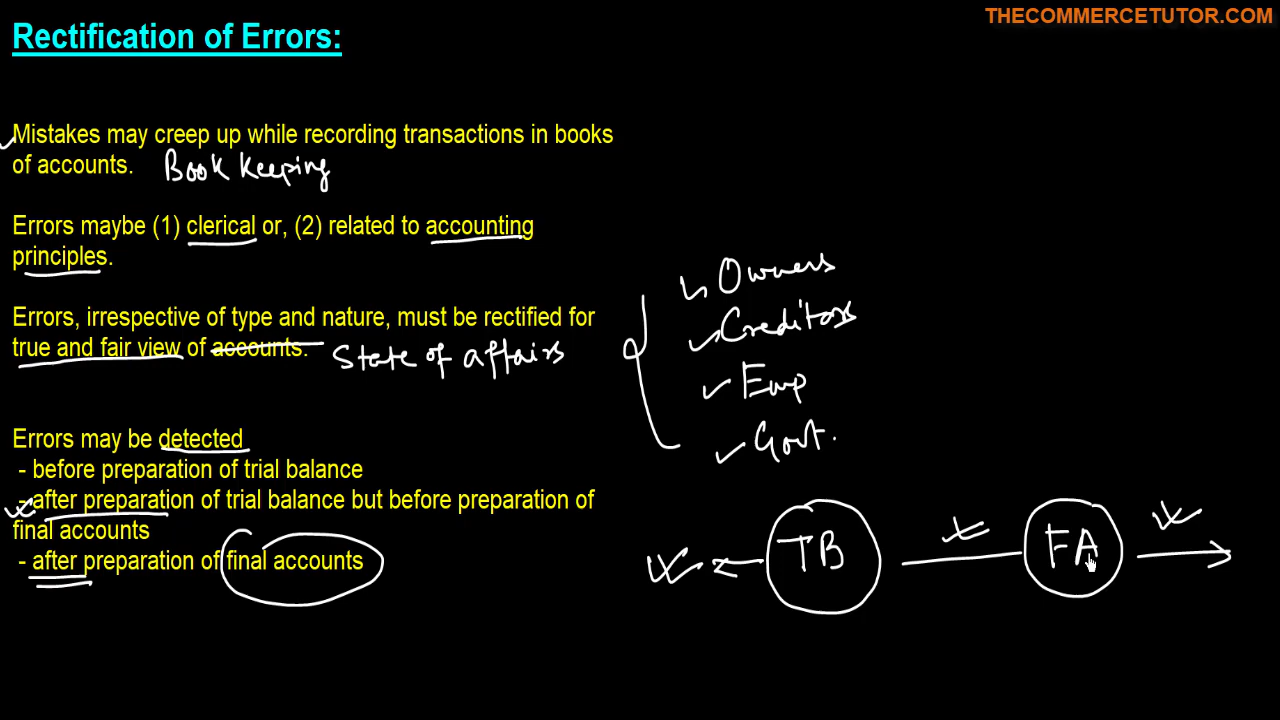 THECOMMERCETUTOR.COM
Rectification of Errors:
Mistakes may creep up while recording transactions in books
of accounts. Book Keeping
Errors maybe (1) clerical or, (2) related to accounting
principles.
Errors, irrespective of type and nature, must be rectified for
true and fair view of accounts. State of affairs
Owners
Creditors
Emp
Govt.
Errors may be detected
- before preparation of trial balance
- after preparation of trial balance but before preparation of
final accounts
- after preparation of final accounts
TB FA